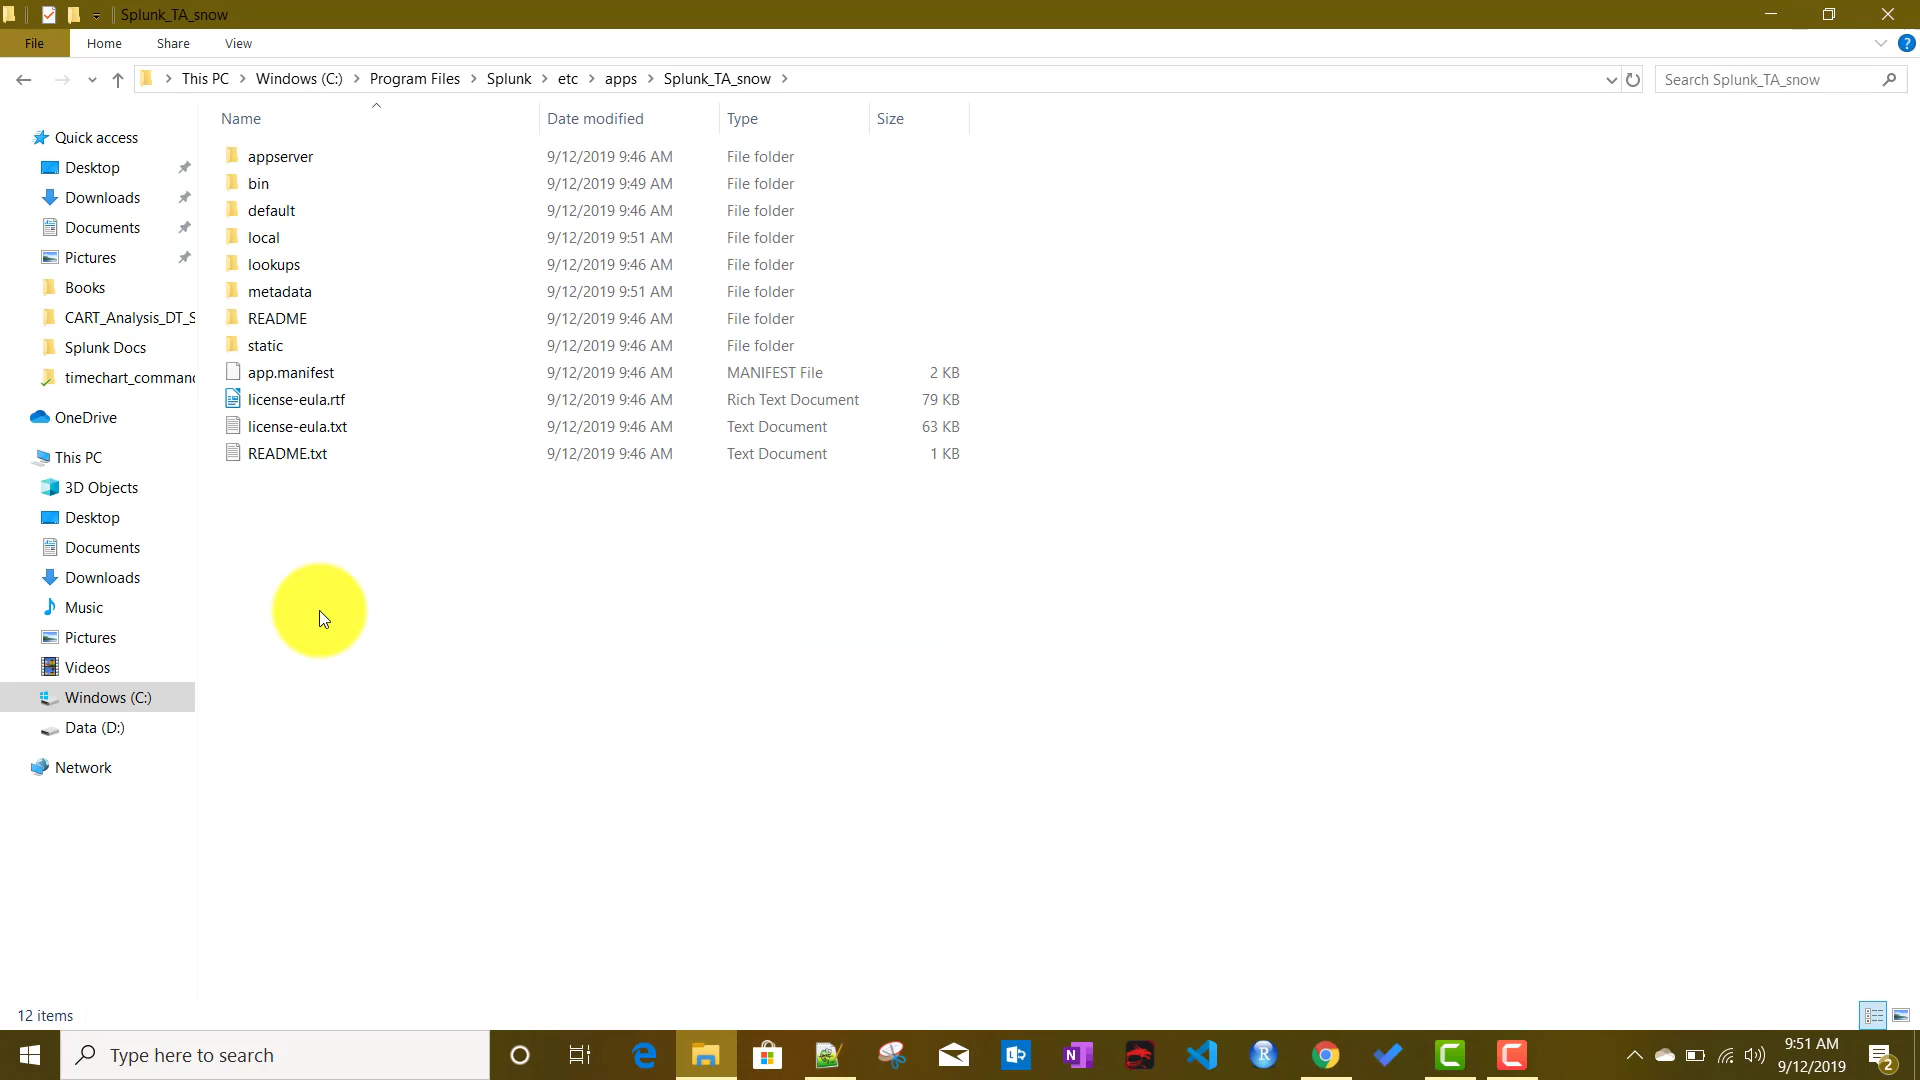 Splunk_TA_snow
File Home Share View
This PC Windows (C:) Program Files Splunk etc apps Splunk_TA_snow
Search Splunk_TA_snow
Name Date modified Type Size
Quick access
Desktop
Downloads
Documents
Pictures
Books
CART_Analysis_DT_S
Splunk Docs
timechart_comman
OneDrive
This PC
3D Objects
Desktop
Documents
Downloads
Music
Pictures
Videos
Windows (C:)
Data (D:)
Network
appserver 9/12/2019 9:46 AM File folder
bin 9/12/2019 9:49 AM File folder
default 9/12/2019 9:46 AM File folder
local 9/12/2019 9:51 AM File folder
lookups 9/12/2019 9:46 AM File folder
metadata 9/12/2019 9:51 AM File folder
README 9/12/2019 9:46 AM File folder
static 9/12/2019 9:46 AM File folder
app.manifest 9/12/2019 9:46 AM MANIFEST File 2 KB
license-eula.rtf 9/12/2019 9:46 AM Rich Text Document 79 KB
license-eula.txt 9/12/2019 9:46 AM Text Document 63 KB
README.txt 9/12/2019 9:46 AM Text Document 1 KB
12 items
Type here to search
9:51 AM
9/12/2019
2